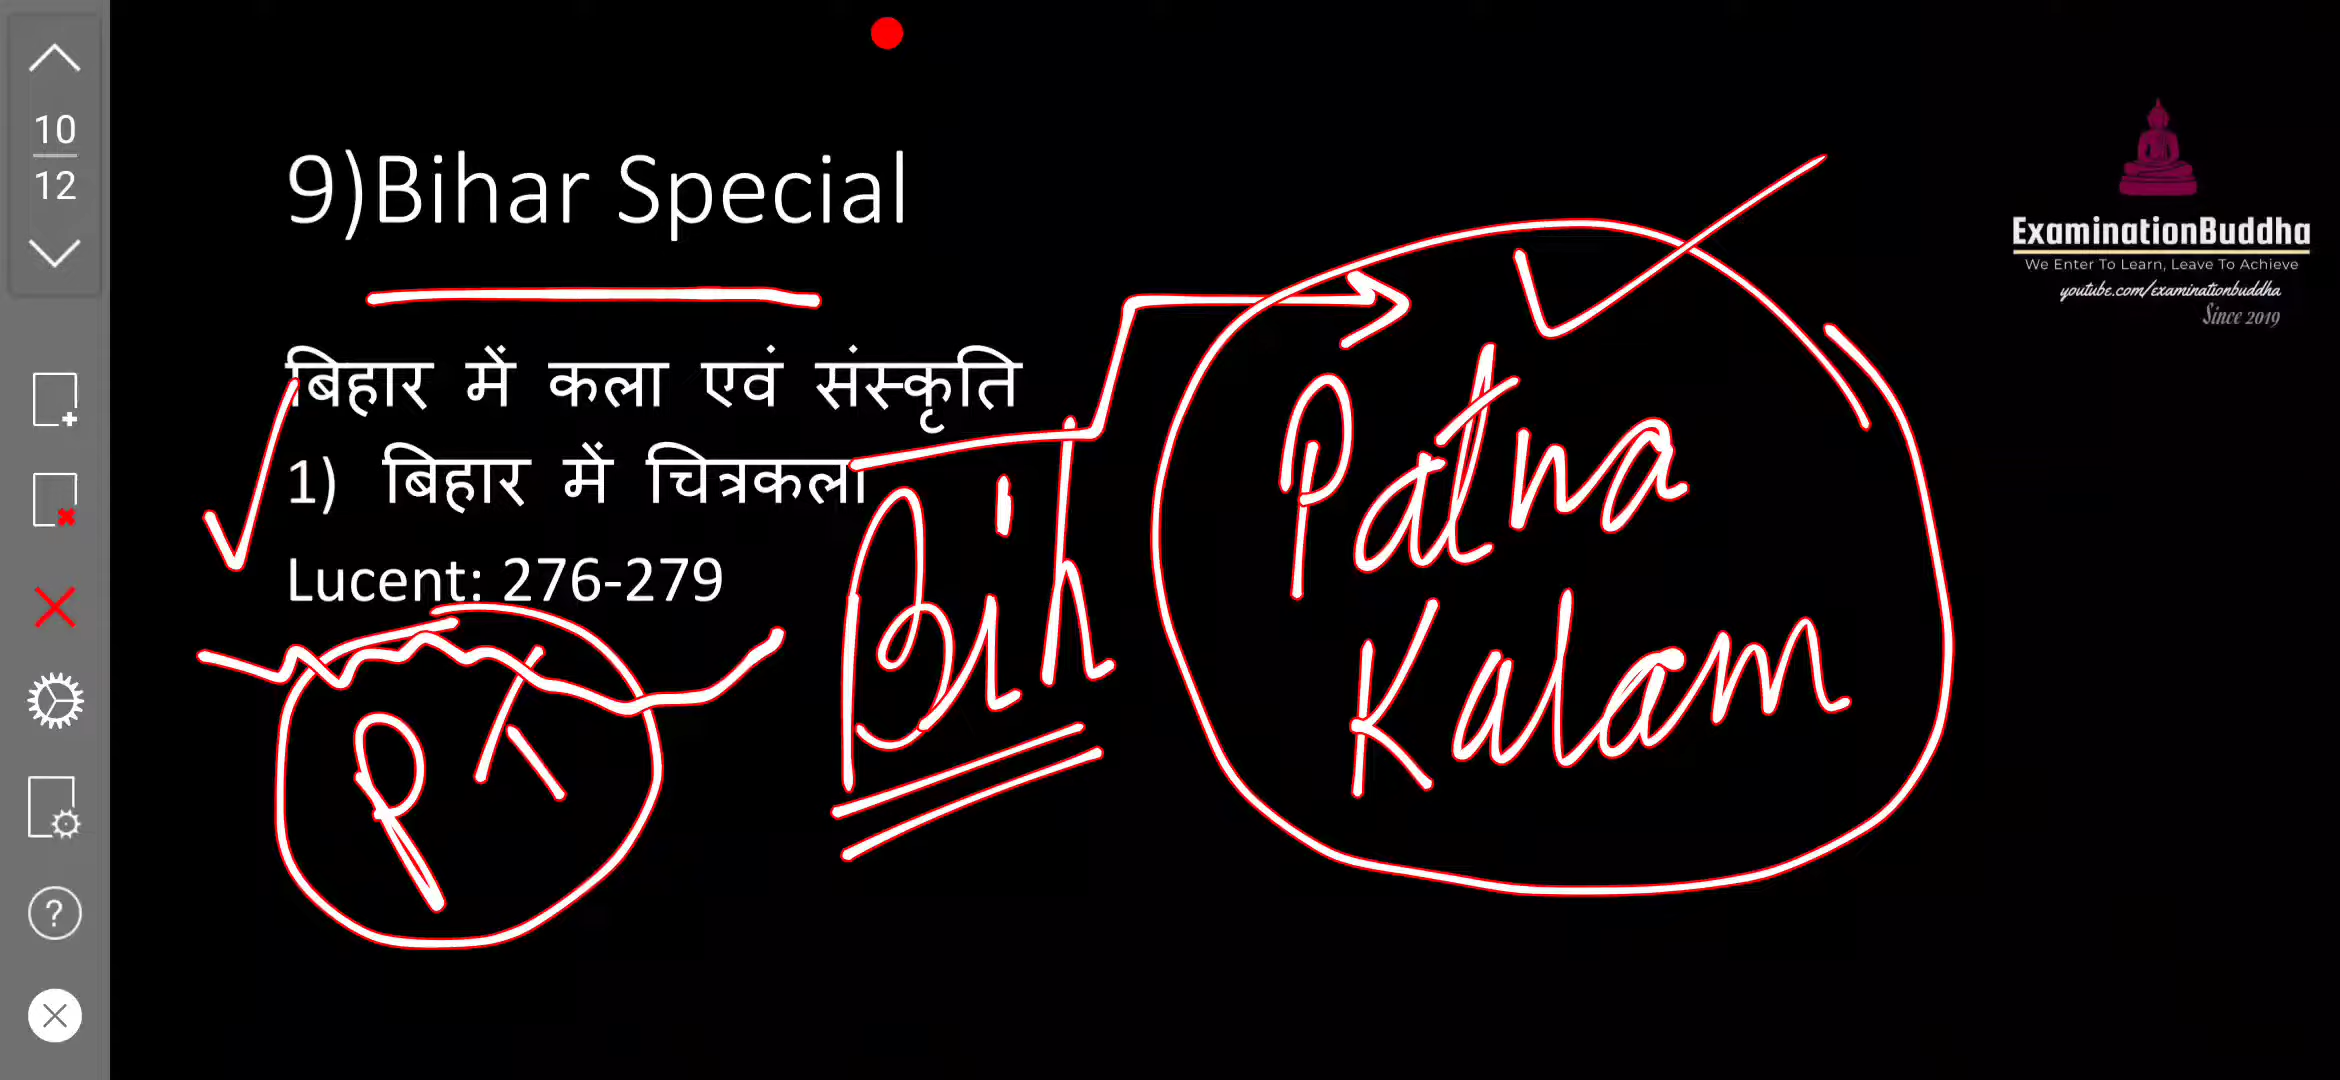 10
12
9)Bihar Special
बिहार में कला एवं संस्कृति
1) बिहार में चित्रकला
Lucent: 276-279
PT
Bih
Patna
Kalam
ExaminationBuddha
We Enter To Learn, Leave To Achieve
youtube.com/examinationbuddha
Since 2019
?